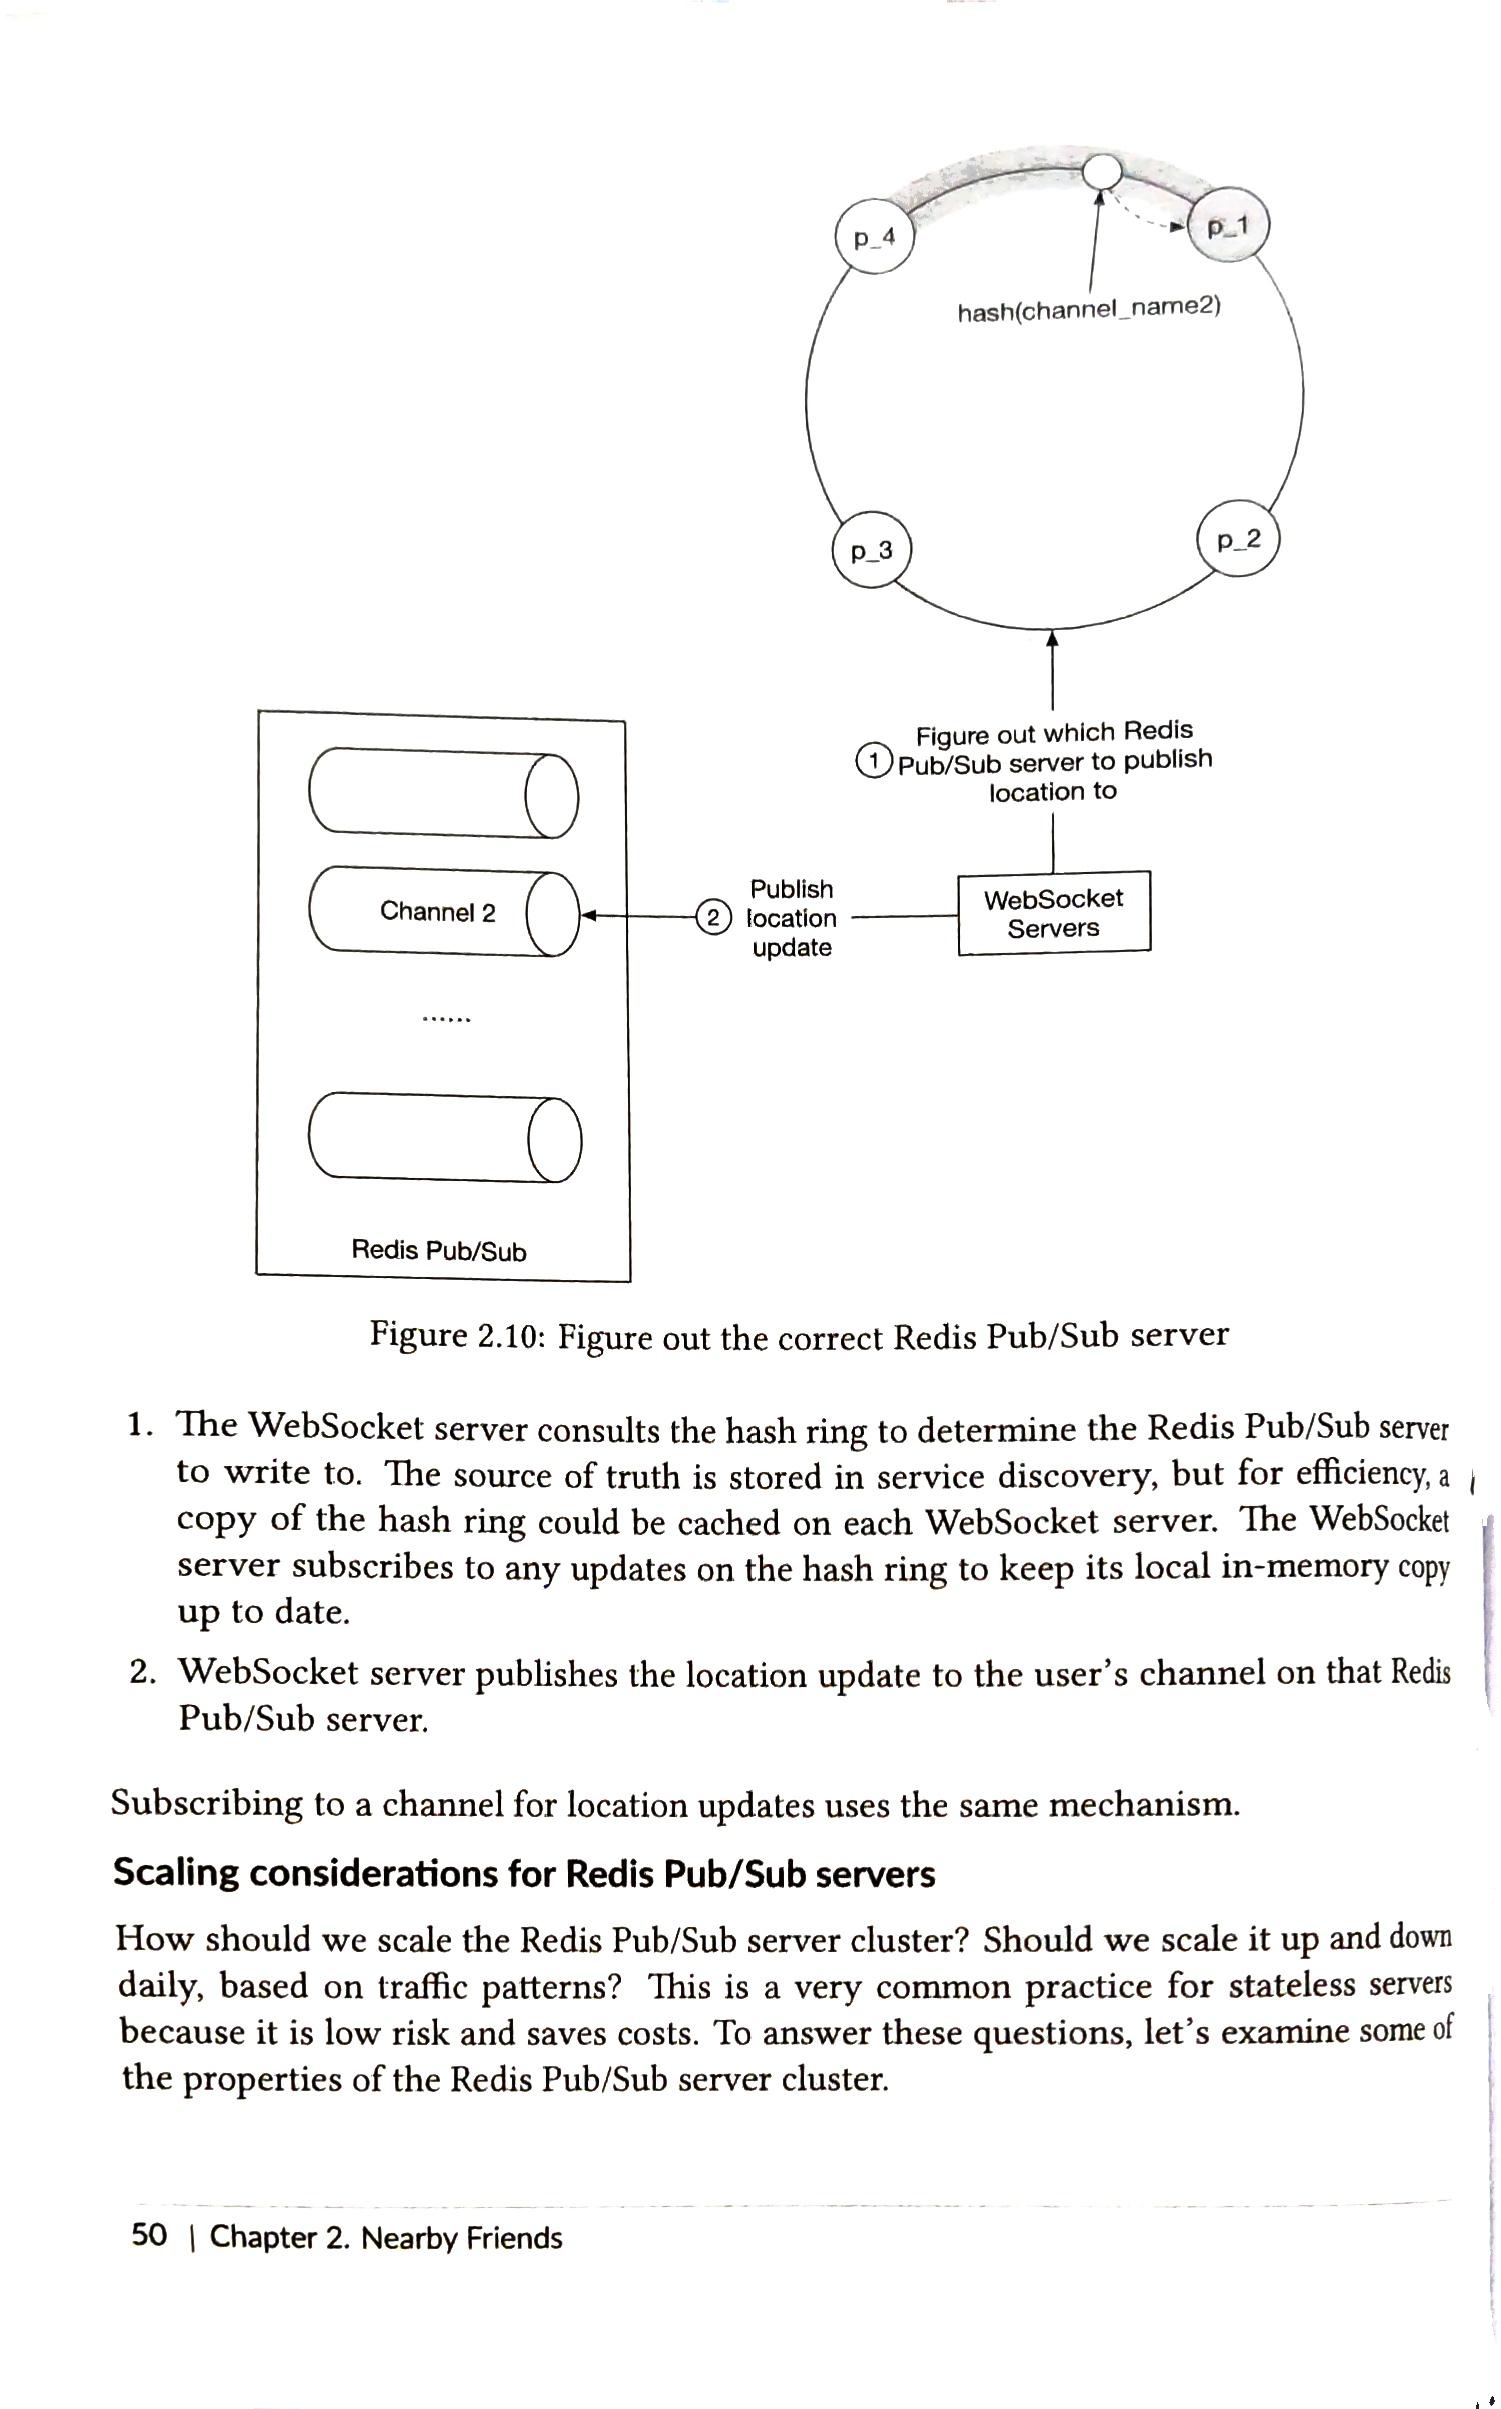 p_4
p_1
hash(channel_name2)
p_3
p_2
Figure out which Redis
1 Pub/Sub server to publish
location to
Publish
2 location
update
WebSocket
Servers
Channel 2
......
Redis Pub/Sub
Figure 2.10: Figure out the correct Redis Pub/Sub server
1. The WebSocket server consults the hash ring to determine the Redis Pub/Sub server
to write to. The source of truth is stored in service discovery, but for efficiency, a
copy of the hash ring could be cached on each WebSocket server. The WebSocket
server subscribes to any updates on the hash ring to keep its local in-memory copy
up to date.
2. WebSocket server publishes the location update to the user's channel on that Redis
Pub/Sub server.
Subscribing to a channel for location updates uses the same mechanism.
Scaling considerations for Redis Pub/Sub servers
How should we scale the Redis Pub/Sub server cluster? Should we scale it up and down
daily, based on traffic patterns? This is a very common practice for stateless servers
because it is low risk and saves costs. To answer these questions, let's examine some of
the properties of the Redis Pub/Sub server cluster.
50 | Chapter 2. Nearby Friends